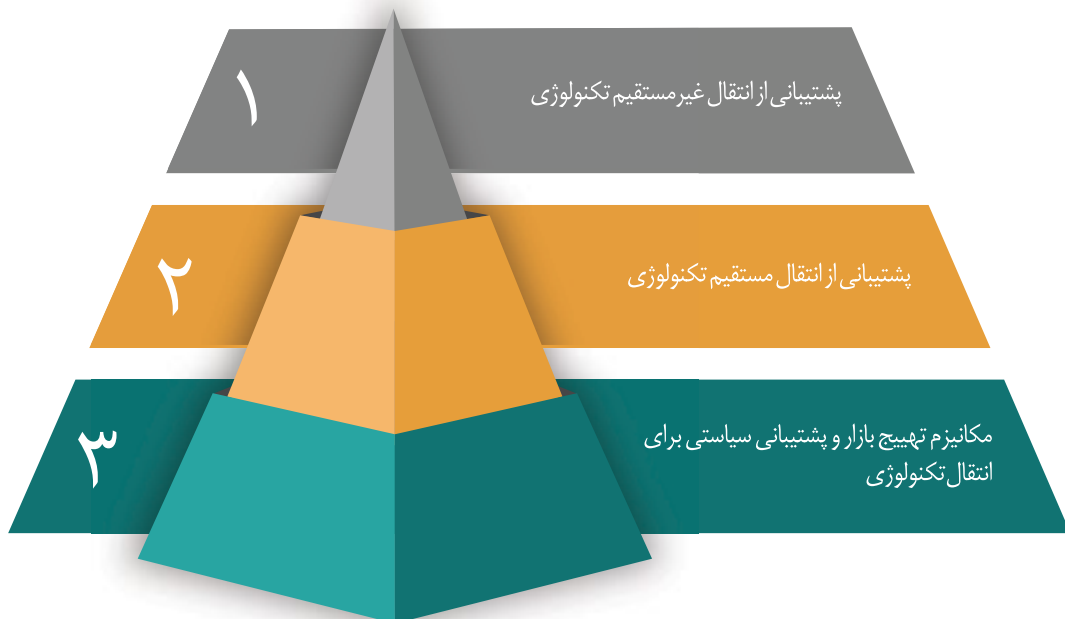 ۱
پشتیبانی از انتقال غیرمستقیم تکنولوژی
۲
پشتیبانی از انتقال مستقیم تکنولوژی
۳
مکانیزم تهییج بازار و پشتیبانی سیاستی برای
انتقال تکنولوژی